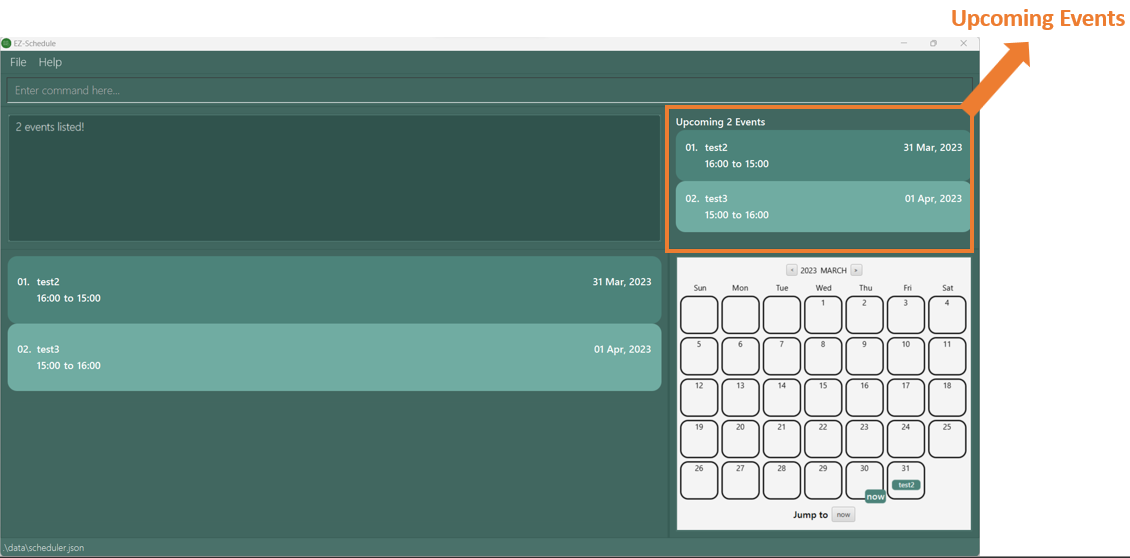 Upcoming Events
EZ-Schedule
File Help
Enter command here...
2 events listed!
Upcoming 2 Events
01. test2 31 Mar, 2023
16:00 to 15:00
02. test3 01 Apr, 2023
15:00 to 16:00
01. test2 31 Mar, 2023
16:00 to 15:00
02. test3 01 Apr, 2023
15:00 to 16:00
2023 MARCH
Sun Mon Tue Wed Thu Fri Sat
1 2 3 4
5 6 7 8 9 10 11
12 13 14 15 16 17 18
19 20 21 22 23 24 25
26 27 28 29 30 31
test2
now
Jump to now
\data\scheduler.json